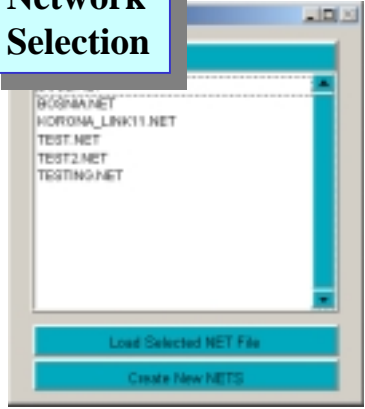 Network
Selection
BOSNIA.NET
KORONA_LINK11.NET
TEST.NET
TEST2.NET
TESTING.NET
Load Selected NET File
Create New NETS